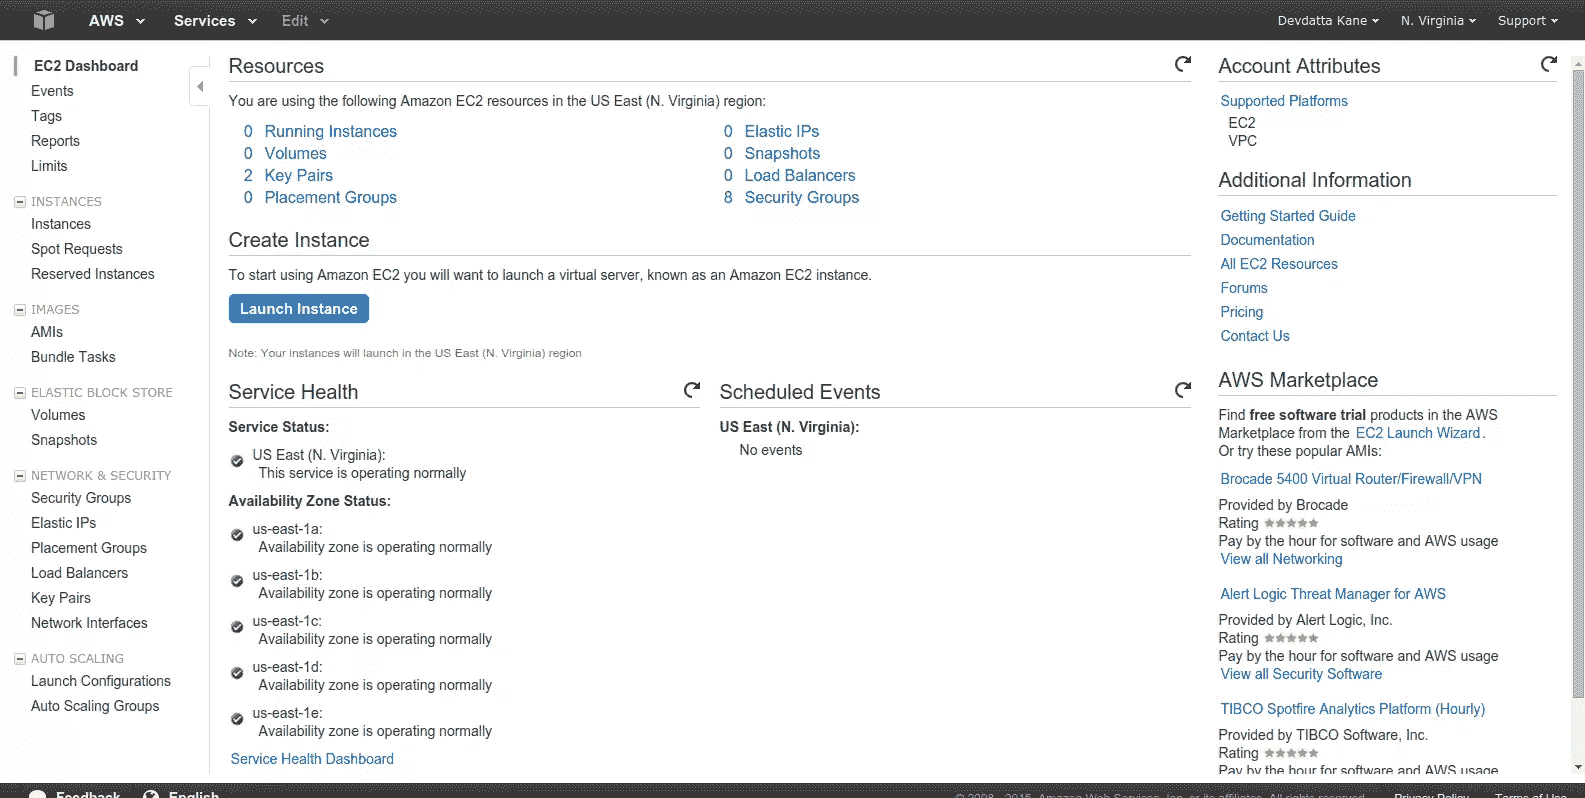 AWS Services Edit Devdatta Kane N. Virginia Support
EC2 Dashboard
Events
Tags
Reports
Limits
INSTANCES
Instances
Spot Requests
Reserved Instances
IMAGES
AMIs
Bundle Tasks
ELASTIC BLOCK STORE
Volumes
Snapshots
NETWORK & SECURITY
Security Groups
Elastic IPs
Placement Groups
Load Balancers
Key Pairs
Network Interfaces
AUTO SCALING
Launch Configurations
Auto Scaling Groups
Resources
You are using the following Amazon EC2 resources in the US East (N. Virginia) region:
0 Running Instances
0 Volumes
2 Key Pairs
0 Placement Groups
0 Elastic IPs
0 Snapshots
0 Load Balancers
8 Security Groups
Create Instance
To start using Amazon EC2 you will want to launch a virtual server, known as an Amazon EC2 instance.
Launch Instance
Note: Your instances will launch in the US East (N. Virginia) region
Service Health
Service Status:
US East (N. Virginia):
This service is operating normally
Availability Zone Status:
us-east-1a:
Availability zone is operating normally
us-east-1b:
Availability zone is operating normally
us-east-1c:
Availability zone is operating normally
us-east-1d:
Availability zone is operating normally
us-east-1e:
Availability zone is operating normally
Service Health Dashboard
Scheduled Events
US East (N. Virginia):
No events
Account Attributes
Supported Platforms
EC2
VPC
Additional Information
Getting Started Guide
Documentation
All EC2 Resources
Forums
Pricing
Contact Us
AWS Marketplace
Find free software trial products in the AWS
Marketplace from the EC2 Launch Wizard.
Or try these popular AMIs:
Brocade 5400 Virtual Router/Firewall/VPN
Provided by Brocade
Rating
Pay by the hour for software and AWS usage
View all Networking
Alert Logic Threat Manager for AWS
Provided by Alert Logic, Inc.
Rating
Pay by the hour for software and AWS usage
View all Security Software
TIBCO Spotfire Analytics Platform (Hourly)
Provided by TIBCO Software, Inc.
Rating
Pay by the hour for software and AWS usage
Feedback English © 2008 - 2015, Amazon Web Services, Inc. or its affiliates. All rights reserved. Privacy Policy Terms of Use